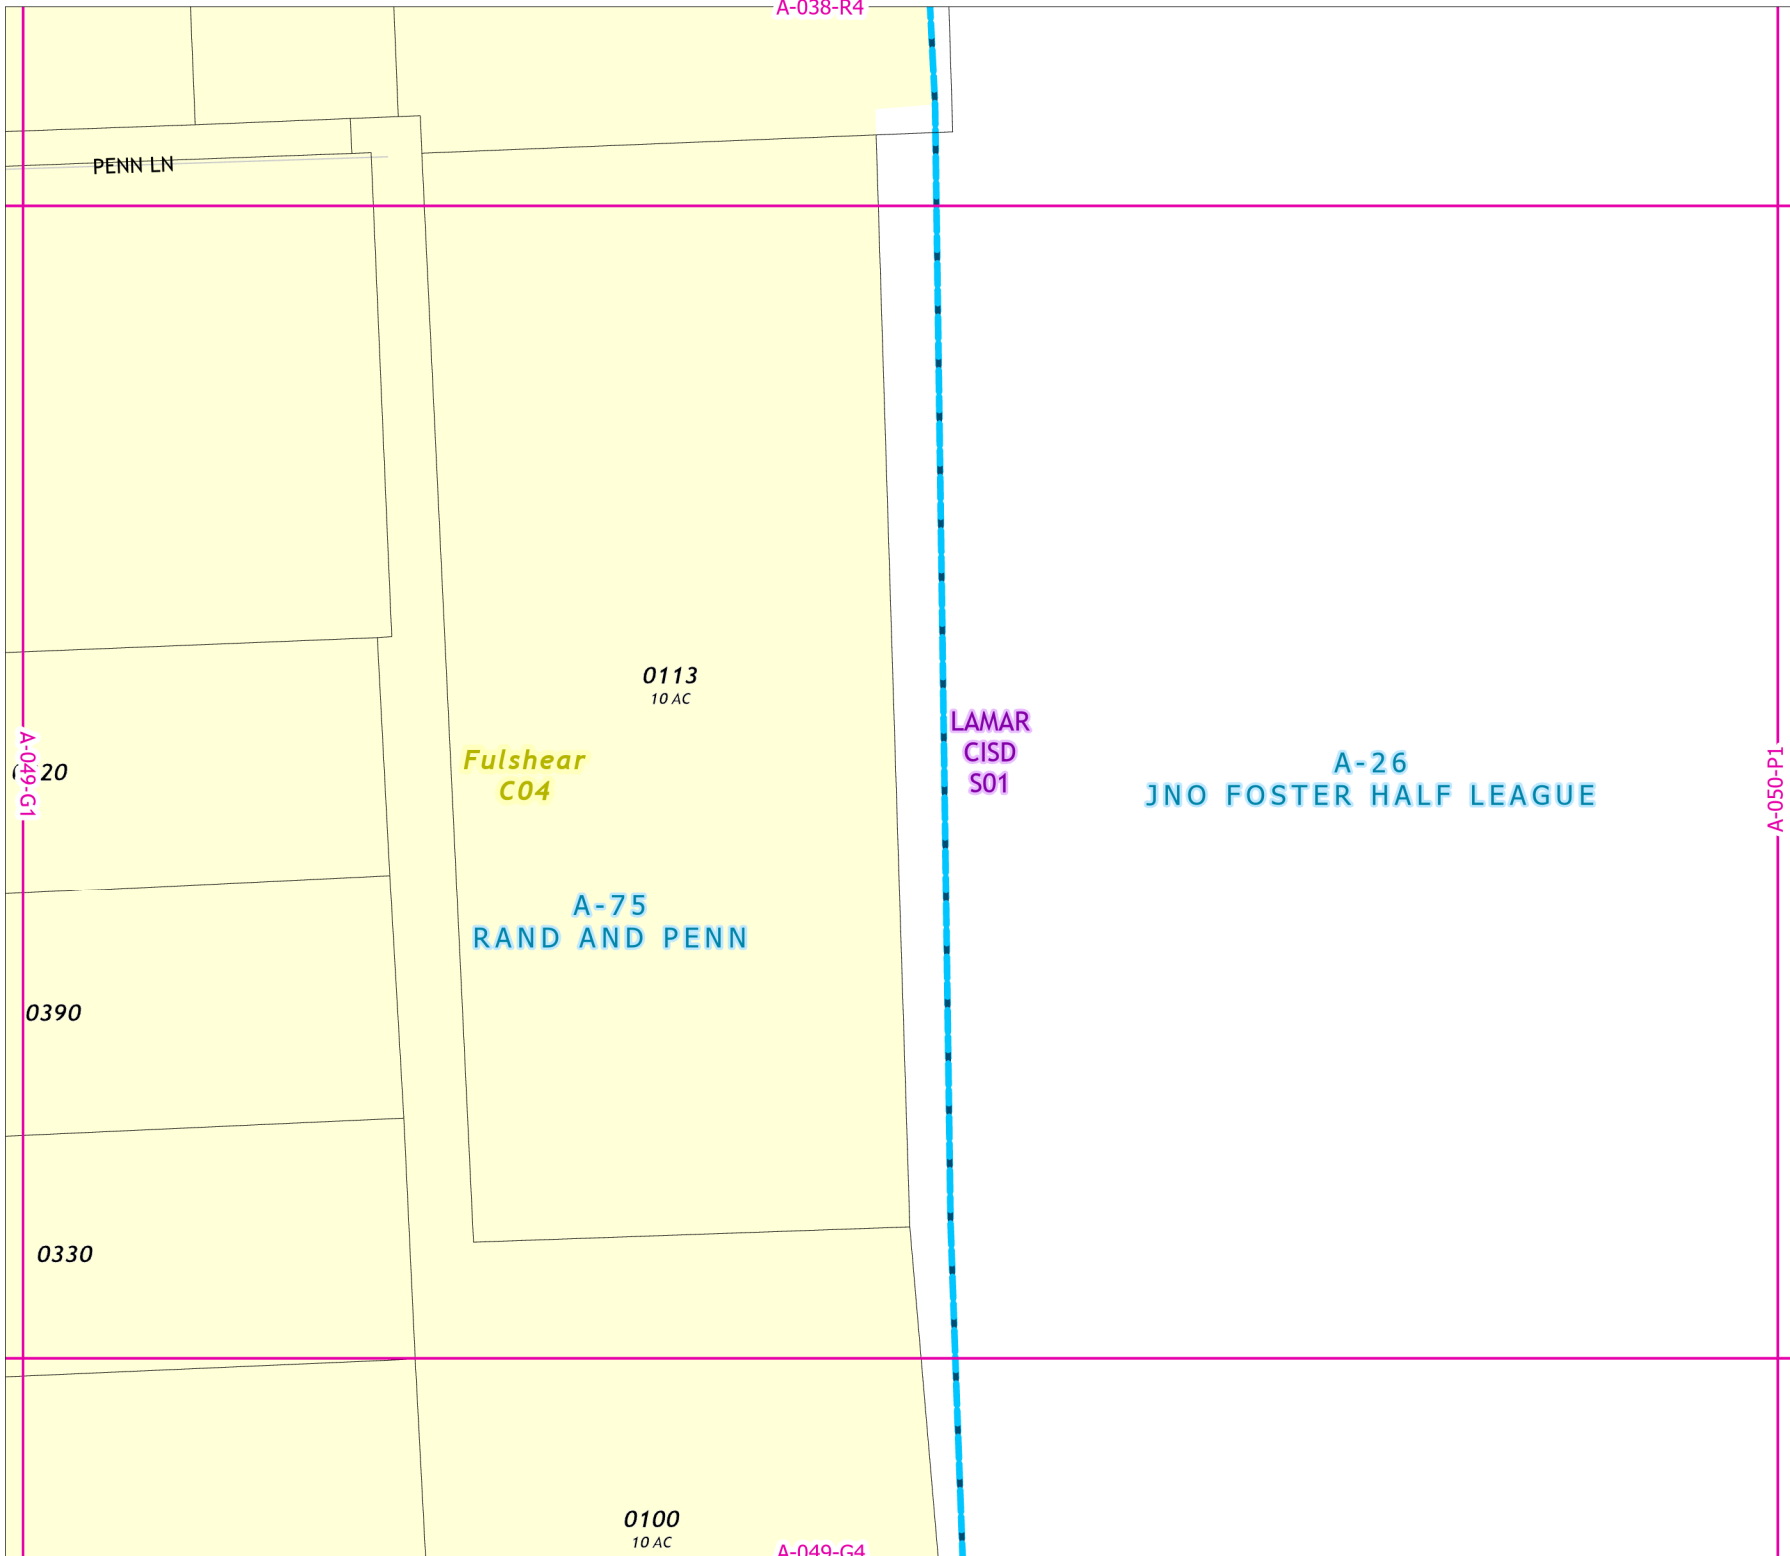 A-038-R4
PENN LN
0113
10 AC
LAMAR
CISD
S01
Fulshear
C04
A-26
JNO FOSTER HALF LEAGUE
A-049-G1
20
A-050-P1
A-75
RAND AND PENN
0390
0330
0100
10 AC
A-049-G4